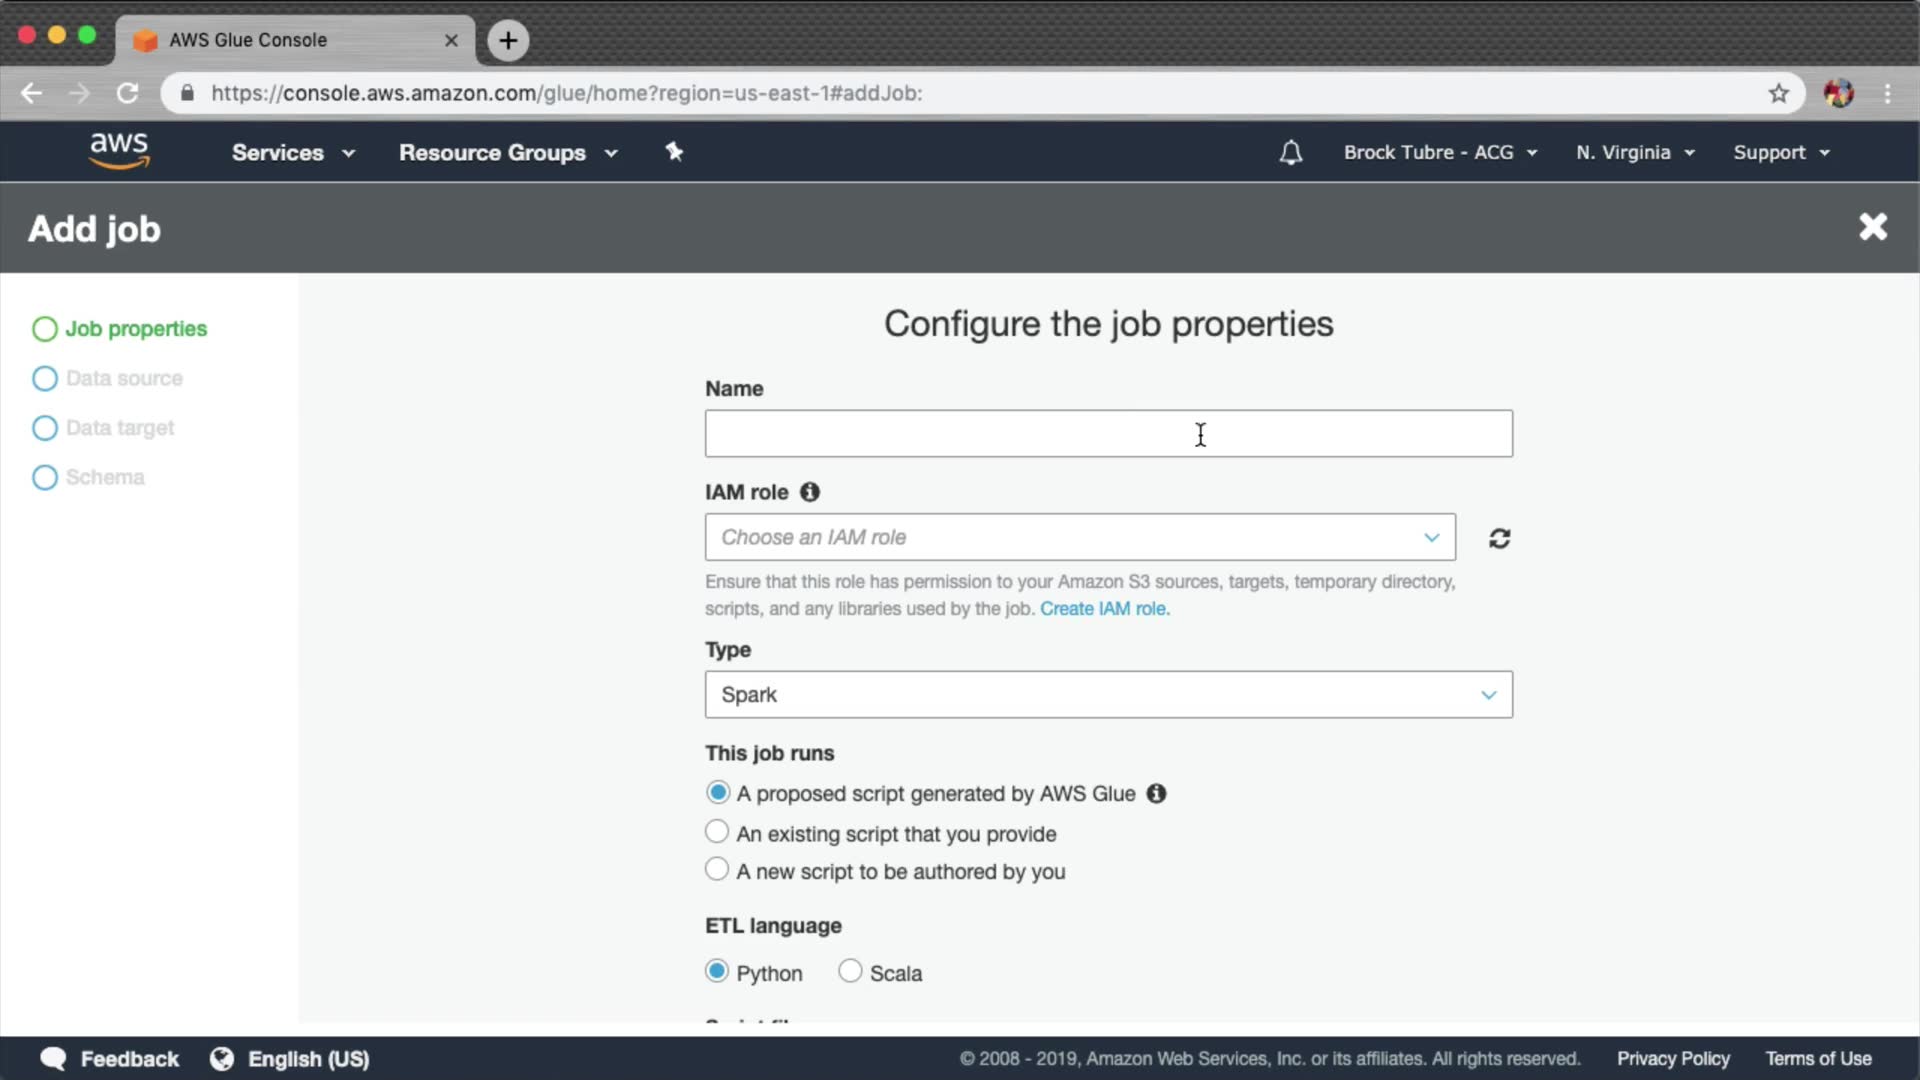 AWS Glue Console
https://console.aws.amazon.com/glue/home?region=us-east-1#addJob:
aws
Services
Resource Groups
Brock Tubre - ACG
N. Virginia
Support
Add job
Job properties
Data source
Data target
Schema
Configure the job properties
Name
IAM role
Choose an IAM role
Ensure that this role has permission to your Amazon S3 sources, targets, temporary directory,
scripts, and any libraries used by the job. Create IAM role.
Type
Spark
This job runs
A proposed script generated by AWS Glue
An existing script that you provide
A new script to be authored by you
ETL language
Python
Scala
Feedback
English (US)
© 2008 - 2019, Amazon Web Services, Inc. or its affiliates. All rights reserved.
Privacy Policy
Terms of Use